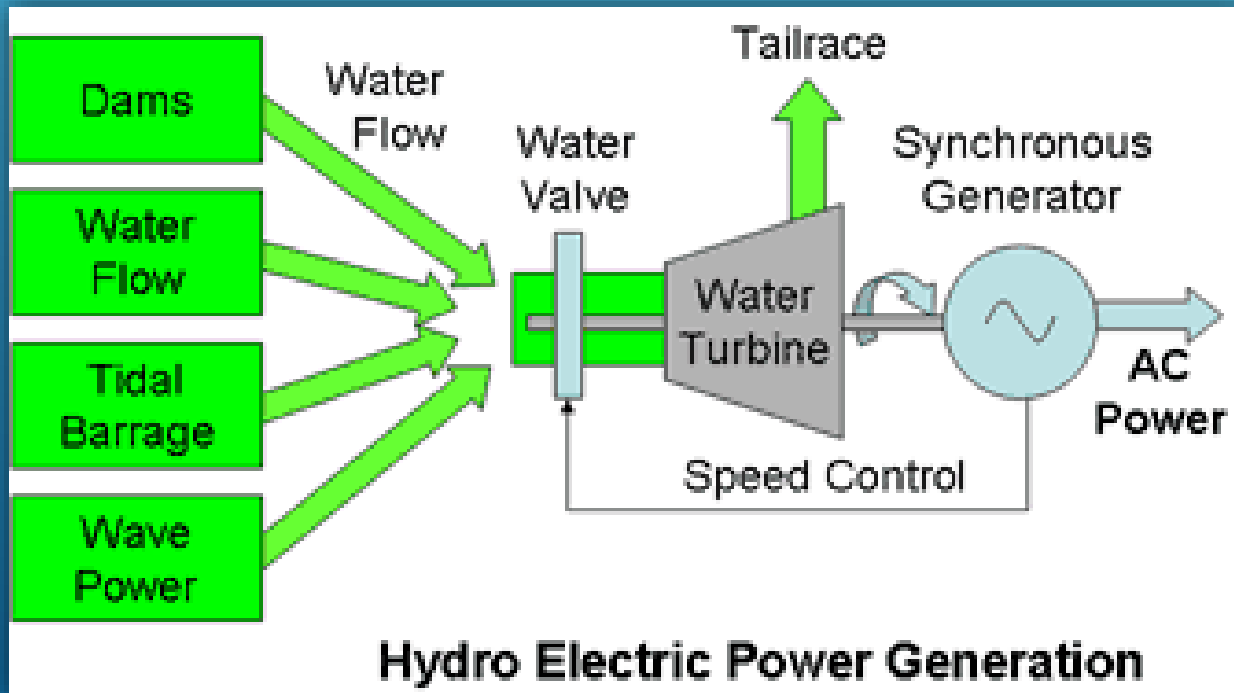 Dams
Water
Flow
Tidal
Barrage
Wave
Power
Water
Flow
Water
Valve
Tailrace
Water
Turbine
Synchronous
Generator
AC
Power
Speed Control
Hydro Electric Power Generation